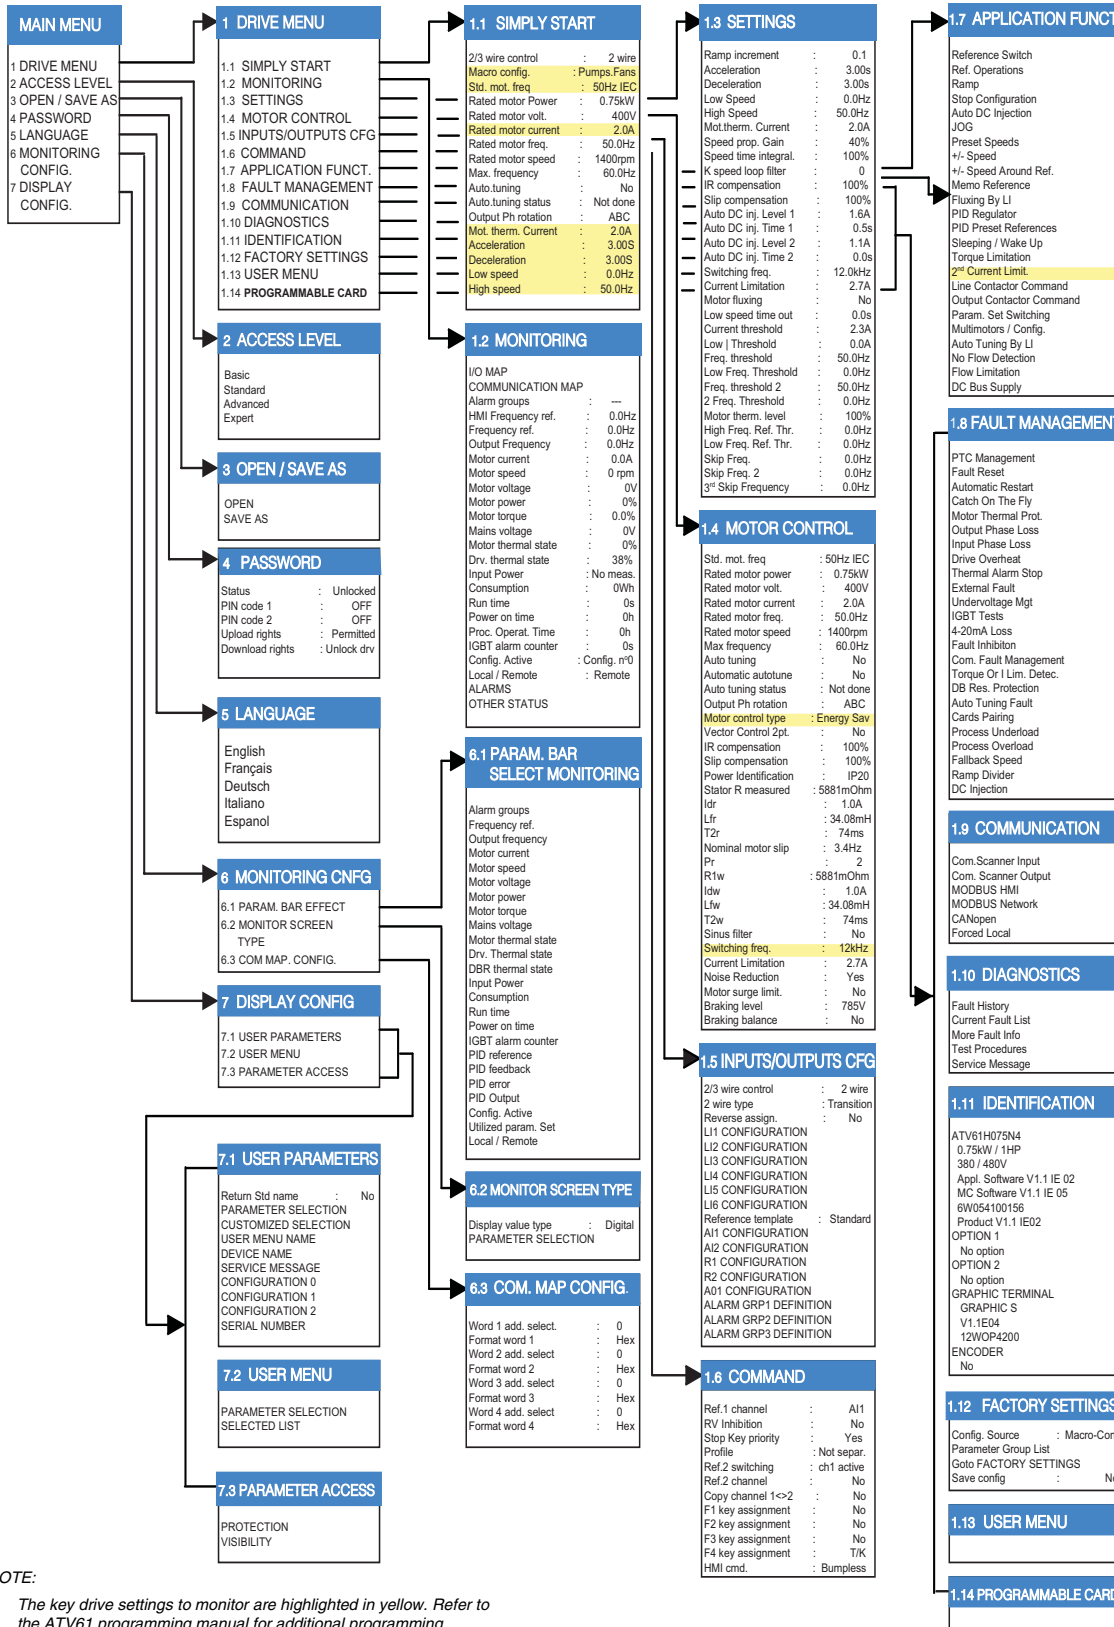 MAIN MENU
1 DRIVE MENU
2 ACCESS LEVEL
3 OPEN / SAVE AS
4 PASSWORD
5 LANGUAGE
6 MONITORING
CONFIG.
7 DISPLAY
CONFIG.
1 DRIVE MENU
1.1 SIMPLY START
1.2 MONITORING
1.3 SETTINGS
1.4 MOTOR CONTROL
1.5 INPUTS/OUTPUTS CFG
1.6 COMMAND
1.7 APPLICATION FUNCT.
1.8 FAULT MANAGEMENT
1.9 COMMUNICATION
1.10 DIAGNOSTICS
1.11 IDENTIFICATION
1.12 FACTORY SETTINGS
1.13 USER MENU
1.14 PROGRAMMABLE CARD
2 ACCESS LEVEL
Basic
Standard
Advanced
Expert
3 OPEN / SAVE AS
OPEN
SAVE AS
4 PASSWORD
Status : Unlocked
PIN code 1 : OFF
PIN code 2 : OFF
Upload rights : Permitted
Download rights : Unlock drv
5 LANGUAGE
English
Français
Deutsch
Italiano
Espanol
6 MONITORING CNFG
6.1 PARAM. BAR EFFECT
6.2 MONITOR SCREEN
TYPE
6.3 COM MAP. CONFIG.
7 DISPLAY CONFIG
7.1 USER PARAMETERS
7.2 USER MENU
7.3 PARAMETER ACCESS
7.1 USER PARAMETERS
Return Std name : No
PARAMETER SELECTION
CUSTOMIZED SELECTION
USER MENU NAME
DEVICE NAME
SERVICE MESSAGE
CONFIGURATION 0
CONFIGURATION 1
CONFIGURATION 2
SERIAL NUMBER
7.2 USER MENU
PARAMETER SELECTION
SELECTED LIST
7.3 PARAMETER ACCESS
PROTECTION
VISIBILITY
1.1 SIMPLY START
2/3 wire control : 2 wire
Macro config. : Pumps.Fans
Std. mot. freq : 50Hz IEC
Rated motor Power : 0.75kW
Rated motor volt. : 400V
Rated motor current : 2.0A
Rated motor freq. : 50.0Hz
Rated motor speed : 1400rpm
Max. frequency : 60.0Hz
Auto.tuning : No
Auto.tuning status : Not done
Output Ph rotation : ABC
Mot. therm. Current : 2.0A
Acceleration : 3.00S
Deceleration : 3.00S
Low speed : 0.0Hz
High speed : 50.0Hz
1.2 MONITORING
I/O MAP
COMMUNICATION MAP
Alarm groups : ---
HMI Frequency ref. : 0.0Hz
Frequency ref. : 0.0Hz
Output Frequency : 0.0Hz
Motor current : 0.0A
Motor speed : 0 rpm
Motor voltage : 0V
Motor power : 0%
Motor torque : 0.0%
Mains voltage : 0V
Motor thermal state : 0%
Drv. thermal state : 38%
Input Power : No meas.
Consumption : 0Wh
Run time : 0s
Power on time : 0h
Proc. Operat. Time : 0h
IGBT alarm counter : 0s
Config. Active : Config. nº0
Local / Remote : Remote
ALARMS
OTHER STATUS
6.1 PARAM. BAR
SELECT MONITORING
Alarm groups
Frequency ref.
Output frequency
Motor current
Motor speed
Motor voltage
Motor power
Motor torque
Mains voltage
Motor thermal state
Drv. Thermal state
DBR thermal state
Input Power
Consumption
Run time
Power on time
IGBT alarm counter
PID reference
PID feedback
PID error
PID Output
Config. Active
Utilized param. Set
Local / Remote
6.2 MONITOR SCREEN TYPE
Display value type : Digital
PARAMETER SELECTION
6.3 COM. MAP CONFIG.
Word 1 add. select. : 0
Format word 1 : Hex
Word 2 add. select : 0
Format word 2 : Hex
Word 3 add. select : 0
Format word 3 : Hex
Word 4 add. select : 0
Format word 4 : Hex
1.3 SETTINGS
Ramp increment : 0.1
Acceleration : 3.00s
Deceleration : 3.00s
Low Speed : 0.0Hz
High Speed : 50.0Hz
Mot.therm. Current : 2.0A
Speed prop. Gain : 40%
Speed time integral. : 100%
K speed loop filter : 0
IR compensation : 100%
Slip compensation : 100%
Auto DC inj. Level 1 : 1.6A
Auto DC inj. Time 1 : 0.5s
Auto DC inj. Level 2 : 1.1A
Auto DC inj. Time 2 : 0.0s
Switching freq. : 12.0kHz
Current Limitation : 2.7A
Motor fluxing : No
Low speed time out : 0.0s
Current threshold : 2.3A
Low | Threshold : 0.0A
Freq. threshold : 50.0Hz
Low Freq. Threshold : 0.0Hz
Freq. threshold 2 : 50.0Hz
2 Freq. Threshold : 0.0Hz
Motor therm. level : 100%
High Freq. Ref. Thr. : 0.0Hz
Low Freq. Ref. Thr. : 0.0Hz
Skip Freq. : 0.0Hz
Skip Freq. 2 : 0.0Hz
3rd Skip Frequency : 0.0Hz
1.4 MOTOR CONTROL
Std. mot. freq : 50Hz IEC
Rated motor power : 0.75kW
Rated motor volt. : 400V
Rated motor current : 2.0A
Rated motor freq. : 50.0Hz
Rated motor speed : 1400rpm
Max frequency : 60.0Hz
Auto tuning : No
Automatic autotune : No
Auto tuning status : Not done
Output Ph rotation : ABC
Motor control type : Energy Sav
Vector Control 2pt. : No
IR compensation : 100%
Slip compensation : 100%
Power Identification : IP20
Stator R measured : 5881mOhm
Idr : 1.0A
Lfr : 34.08mH
T2r : 74ms
Nominal motor slip : 3.4Hz
Pr : 2
R1w : 5881mOhm
Idw : 1.0A
Lfw : 34.08mH
T2w : 74ms
Sinus filter : No
Switching freq. : 12kHz
Current Limitation : 2.7A
Noise Reduction : Yes
Motor surge limit. : No
Braking level : 785V
Braking balance : No
1.5 INPUTS/OUTPUTS CFG
2/3 wire control : 2 wire
2 wire type : Transition
Reverse assign. : No
LI1 CONFIGURATION
LI2 CONFIGURATION
LI3 CONFIGURATION
LI4 CONFIGURATION
LI5 CONFIGURATION
LI6 CONFIGURATION
Reference template : Standard
AI1 CONFIGURATION
AI2 CONFIGURATION
R1 CONFIGURATION
R2 CONFIGURATION
A01 CONFIGURATION
ALARM GRP1 DEFINITION
ALARM GRP2 DEFINITION
ALARM GRP3 DEFINITION
1.6 COMMAND
Ref.1 channel : AI1
RV Inhibition : No
Stop Key priority : Yes
Profile : Not separ.
Ref.2 switching : ch1 active
Ref.2 channel : No
Copy channel 1<>2 : No
F1 key assignment : No
F2 key assignment : No
F3 key assignment : No
F4 key assignment : T/K
HMI cmd. : Bumpless
1.7 APPLICATION FUNCT
Reference Switch
Ref. Operations
Ramp
Stop Configuration
Auto DC Injection
JOG
Preset Speeds
+/- Speed
+/- Speed Around Ref.
Memo Reference
Fluxing By LI
PID Regulator
PID Preset References
Sleeping / Wake Up
Torque Limitation
2nd Current Limit.
Line Contactor Command
Output Contactor Command
Param. Set Switching
Multimotors / Config.
Auto Tuning By LI
No Flow Detection
Flow Limitation
DC Bus Supply
1.8 FAULT MANAGEMENT
PTC Management
Fault Reset
Automatic Restart
Catch On The Fly
Motor Thermal Prot.
Output Phase Loss
Input Phase Loss
Drive Overheat
Thermal Alarm Stop
External Fault
Undervoltage Mgt
IGBT Tests
4-20mA Loss
Fault Inhibiton
Com. Fault Management
Torque Or I Lim. Detec.
DB Res. Protection
Auto Tuning Fault
Cards Pairing
Process Underload
Process Overload
Fallback Speed
Ramp Divider
DC Injection
1.9 COMMUNICATION
Com.Scanner Input
Com. Scanner Output
MODBUS HMI
MODBUS Network
CANopen
Forced Local
1.10 DIAGNOSTICS
Fault History
Current Fault List
More Fault Info
Test Procedures
Service Message
1.11 IDENTIFICATION
ATV61H075N4
0.75kW / 1HP
380 / 480V
Appl. Software V1.1 IE 02
MC Software V1.1 IE 05
6W054100156
Product V1.1 IE02
OPTION 1
No option
OPTION 2
No option
GRAPHIC TERMINAL
GRAPHIC S
V1.1E04
12WOP4200
ENCODER
No
1.12 FACTORY SETTINGS
Config. Source : Macro-Con
Parameter Group List
Goto FACTORY SETTINGS
Save config : No
1.13 USER MENU
1.14 PROGRAMMABLE CARD
OTE:
The key drive settings to monitor are highlighted in yellow. Refer to
the ATV61 programming manual for additional programming